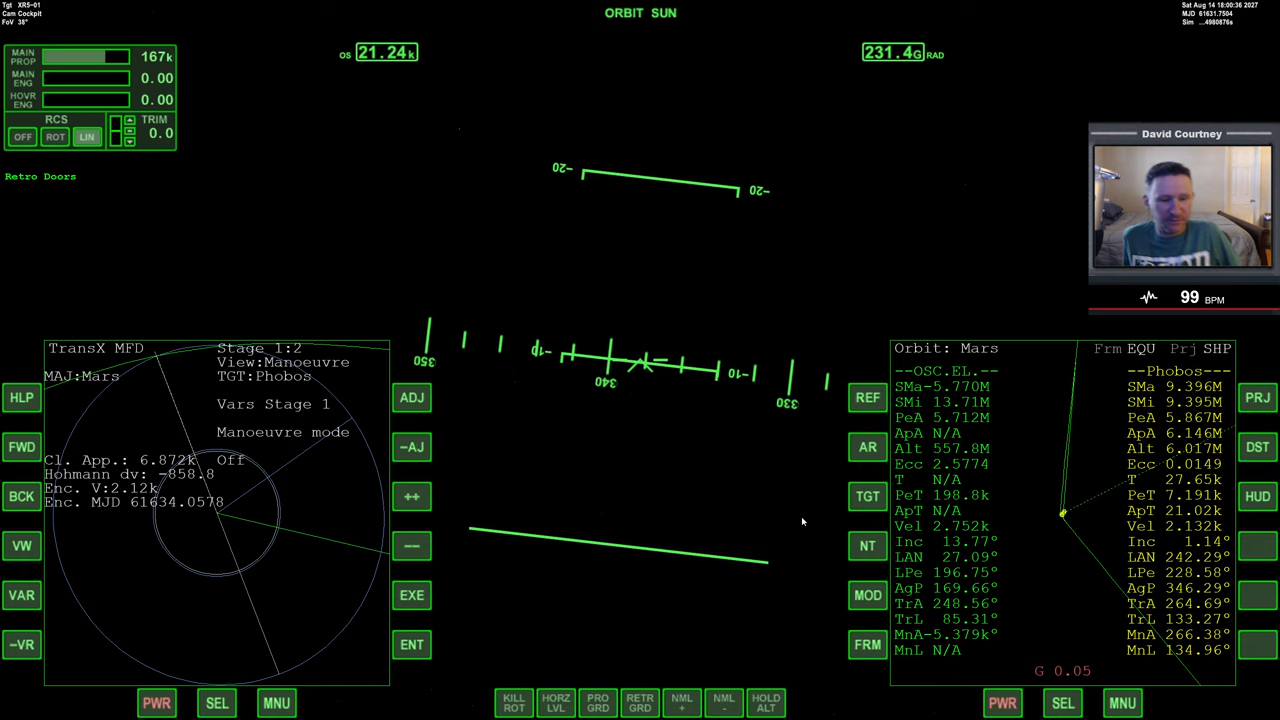 Tgt XR5-01
Cam Cockpit
FoV 38°
ORBIT SUN
Sat Aug 14 18:00:36 2027
MJD 61631.7504
Sim ...4980876s
MAIN PROP 167k
MAIN ENG 0.00
HOVR ENG 0.00
RCS TRIM
OFF ROT LIN 0.0
Retro Doors
OS 21.24k
231.4G RAD
-20 -20
-10 -10
350 340 330
David Courtney
99 BPM
TransX MFD
Stage 1:2
View:Manoeuvre
MAJ:Mars
TGT:Phobos
Vars Stage 1
Manoeuvre mode
Cl. App.: 6.872k Off
Hohmann dv: -858.8
Enc. V:2.12k
Enc. MJD 61634.0578
HLP
FWD
BCK
VW
VAR
-VR
ADJ
-AJ
++
--
EXE
ENT
PWR SEL MNU
KILL ROT
HORZ LVL
PRO GRD
RETR GRD
NML +
NML -
HOLD ALT
REF
AR
TGT
NT
MOD
FRM
Orbit: Mars Frm EQU Prj SHP
--OSC.EL.-- --Phobos--
SMa-5.770M SMa 9.396M
SMi 13.71M SMi 9.395M
PeA 5.712M PeA 5.867M
ApA N/A ApA 6.146M
Alt 557.8M Alt 6.017M
Ecc 2.5774 Ecc 0.0149
T N/A T 27.65k
PeT 198.8k PeT 7.191k
ApT N/A ApT 21.02k
Vel 2.752k Vel 2.132k
Inc 13.77° Inc 1.14°
LAN 27.09° LAN 242.29°
LPe 196.75° LPe 228.58°
AgP 169.66° AgP 346.29°
TrA 248.56° TrA 264.69°
TrL 85.31° TrL 133.27°
MnA-5.379k° MnA 266.38°
MnL N/A MnL 134.96°
G 0.05
PRJ
DST
HUD
PWR SEL MNU